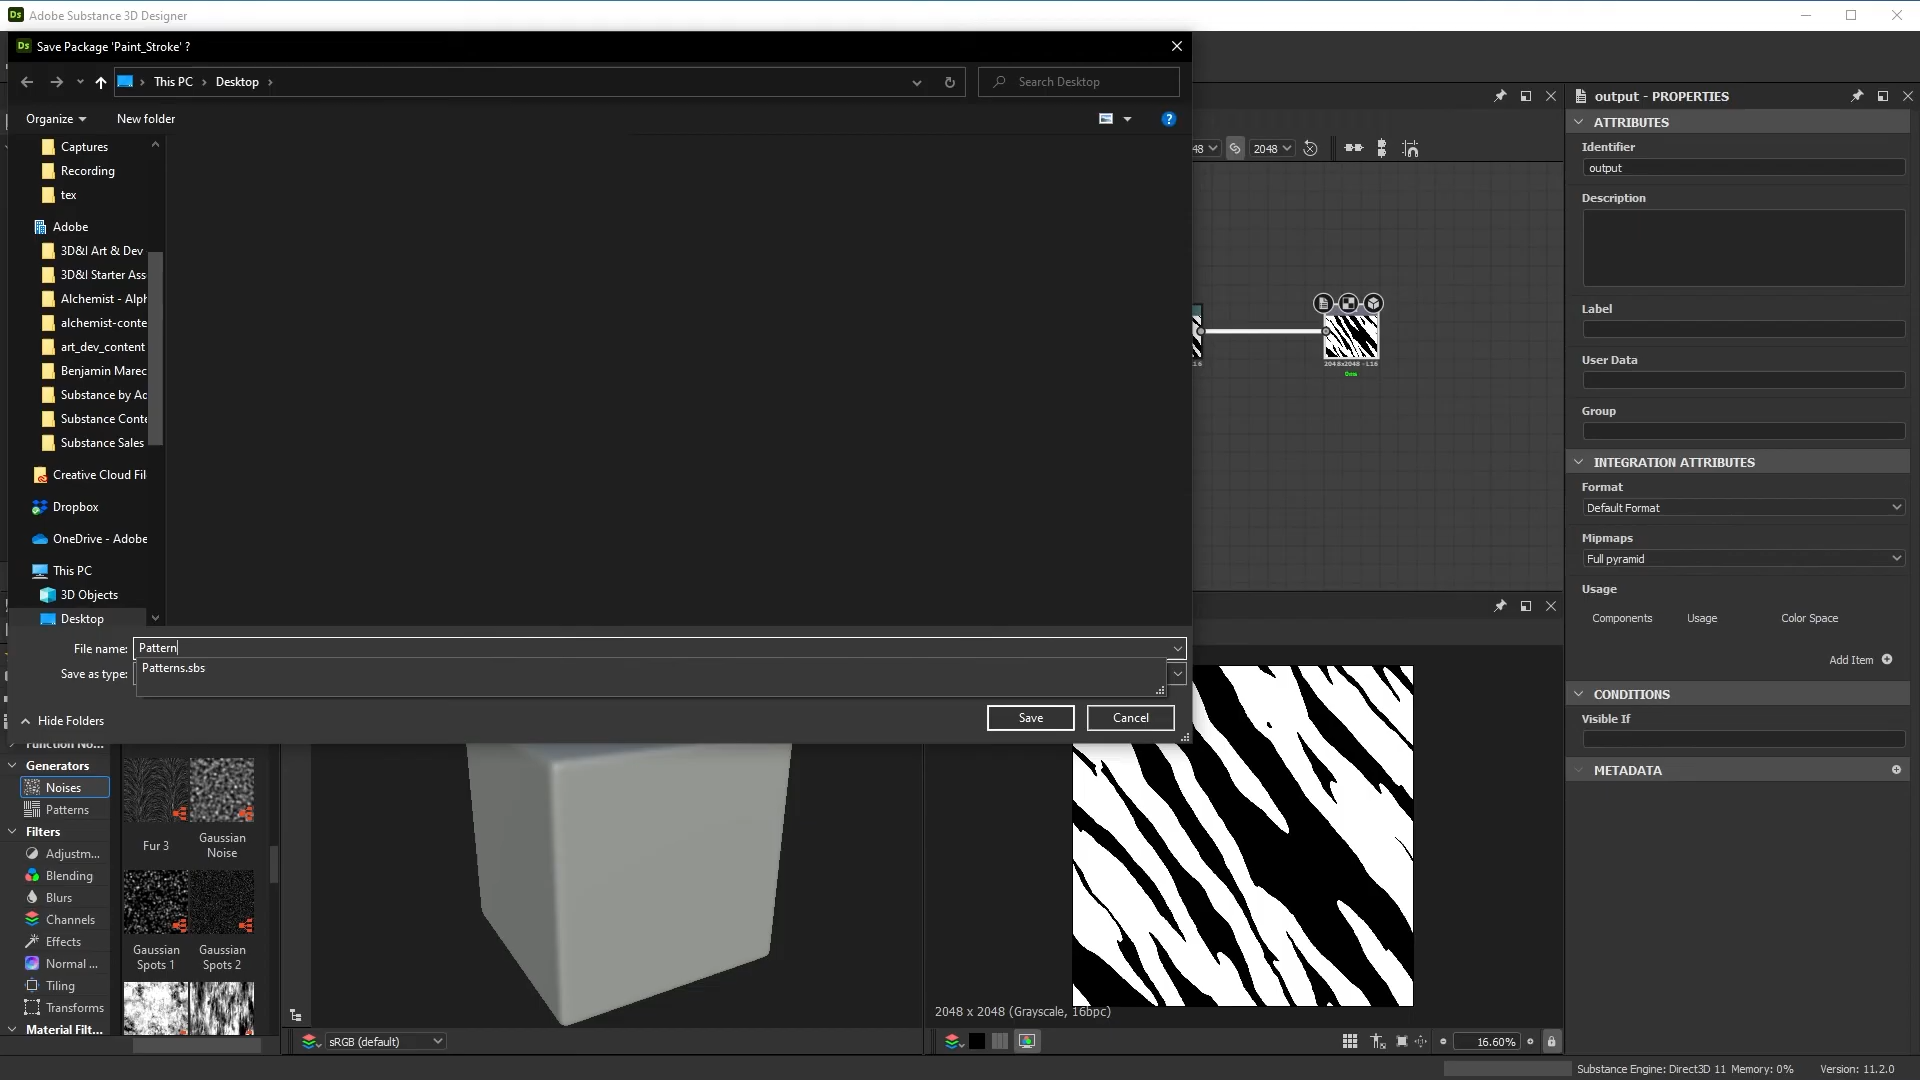 Ds Adobe Substance 3D Designer
Ds Save Package 'Paint_Stroke' ?
This PC
Desktop
Search Desktop
Organize
New folder
Captures
Recording
tex
Adobe
3D&I Art & Dev
3D&I Starter Ass
Alchemist - Alph
alchemist-conte
art_dev_content
Benjamin Marec
Substance by Ac
Substance Conte
Substance Sales
Creative Cloud Fil
Dropbox
OneDrive - Adobe
This PC
3D Objects
Desktop
File name:
Pattern
Patterns.sbs
Save as type:
Hide Folders
Save
Cancel
48
2048
2048x2048 - L16
output - PROPERTIES
ATTRIBUTES
Identifier
output
Description
Label
User Data
Group
INTEGRATION ATTRIBUTES
Format
Default Format
Mipmaps
Full pyramid
Usage
Components
Usage
Color Space
Add Item
CONDITIONS
Visible If
METADATA
Function No...
Generators
Noises
Patterns
Filters
Adjustm...
Blending
Blurs
Channels
Effects
Normal ...
Tiling
Transforms
Material Filt...
Fur 3
Gaussian
Noise
Gaussian
Spots 1
Gaussian
Spots 2
sRGB (default)
2048 x 2048 (Grayscale, 16bpc)
16.60%
Substance Engine: Direct3D 11 Memory: 0%
Version: 11.2.0